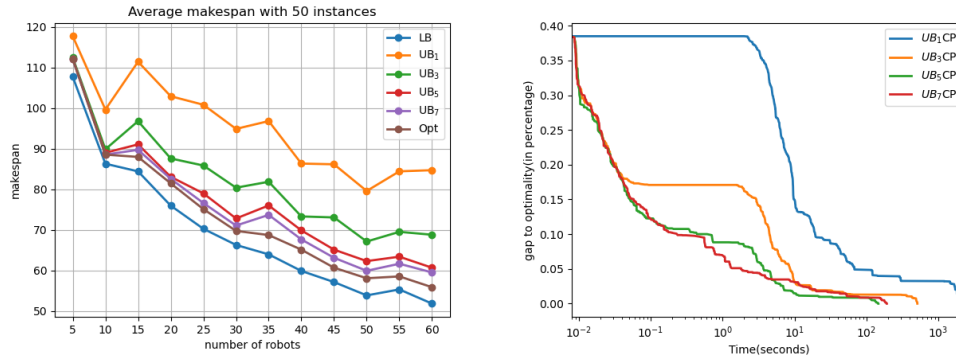 Average makespan with 50 instances
120
110
100
90
80
70
60
50
makespan
5 10 15 20 25 30 35 40 45 50 55 60
number of robots
LB
UB₁
UB₃
UB₅
UB₇
Opt
0.40
0.35
0.30
0.25
0.20
0.15
0.10
0.05
0.00
gap to optimality(in percentage)
10⁻² 10⁻¹ 10⁰ 10¹ 10² 10³
Time(seconds)
UB₁CP
UB₃CP
UB₅CP
UB₇CP